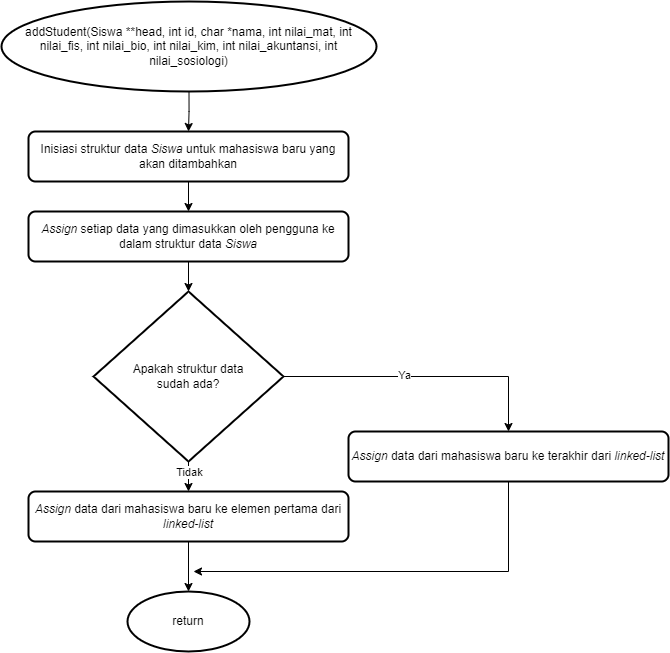 addStudent(Siswa **head, int id, char *nama, int nilai_mat, int
nilai_fis, int nilai_bio, int nilai_kim, int nilai_akuntansi, int
nilai_sosiologi)
Inisiasi struktur data Siswa untuk mahasiswa baru yang
akan ditambahkan
Assign setiap data yang dimasukkan oleh pengguna ke
dalam struktur data Siswa
Apakah struktur data
sudah ada?
Ya
Assign data dari mahasiswa baru ke terakhir dari linked-list
Tidak
Assign data dari mahasiswa baru ke elemen pertama dari
linked-list
return